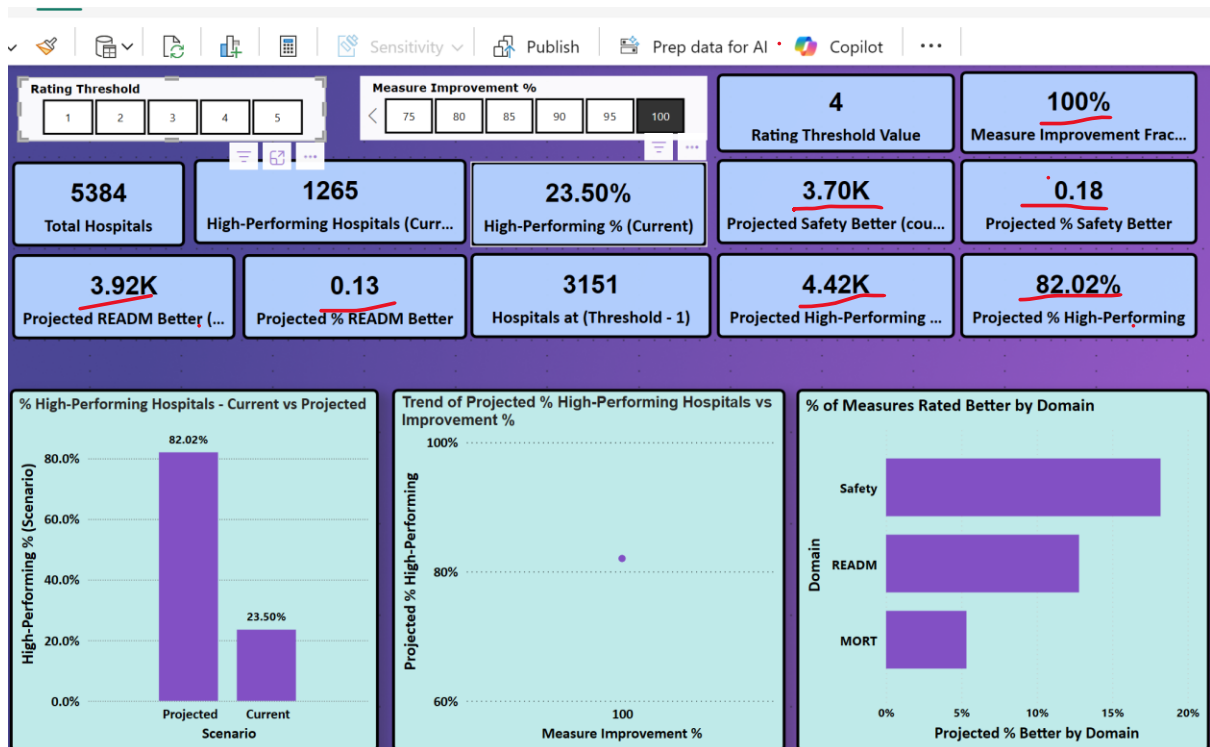 Sensitivity Publish Prep data for AI Copilot
Rating Threshold
1 2 3 4 5
Measure Improvement %
75 80 85 90 95 100
4
Rating Threshold Value
100%
Measure Improvement Frac...
5384
Total Hospitals
1265
High-Performing Hospitals (Curr...
23.50%
High-Performing % (Current)
3.70K
Projected Safety Better (cou...
0.18
Projected % Safety Better
3.92K
Projected READM Better (...
0.13
Projected % READM Better
3151
Hospitals at (Threshold - 1)
4.42K
Projected High-Performing ...
82.02%
Projected % High-Performing
% High-Performing Hospitals - Current vs Projected
High-Performing % (Scenario)
80.0%
60.0%
40.0%
20.0%
0.0%
82.02%
23.50%
Projected Current
Scenario
Trend of Projected % High-Performing Hospitals vs
Improvement %
Projected % High-Performing
100%
80%
60%
100
Measure Improvement %
% of Measures Rated Better by Domain
Domain
Safety
READM
MORT
0% 5% 10% 15% 20%
Projected % Better by Domain